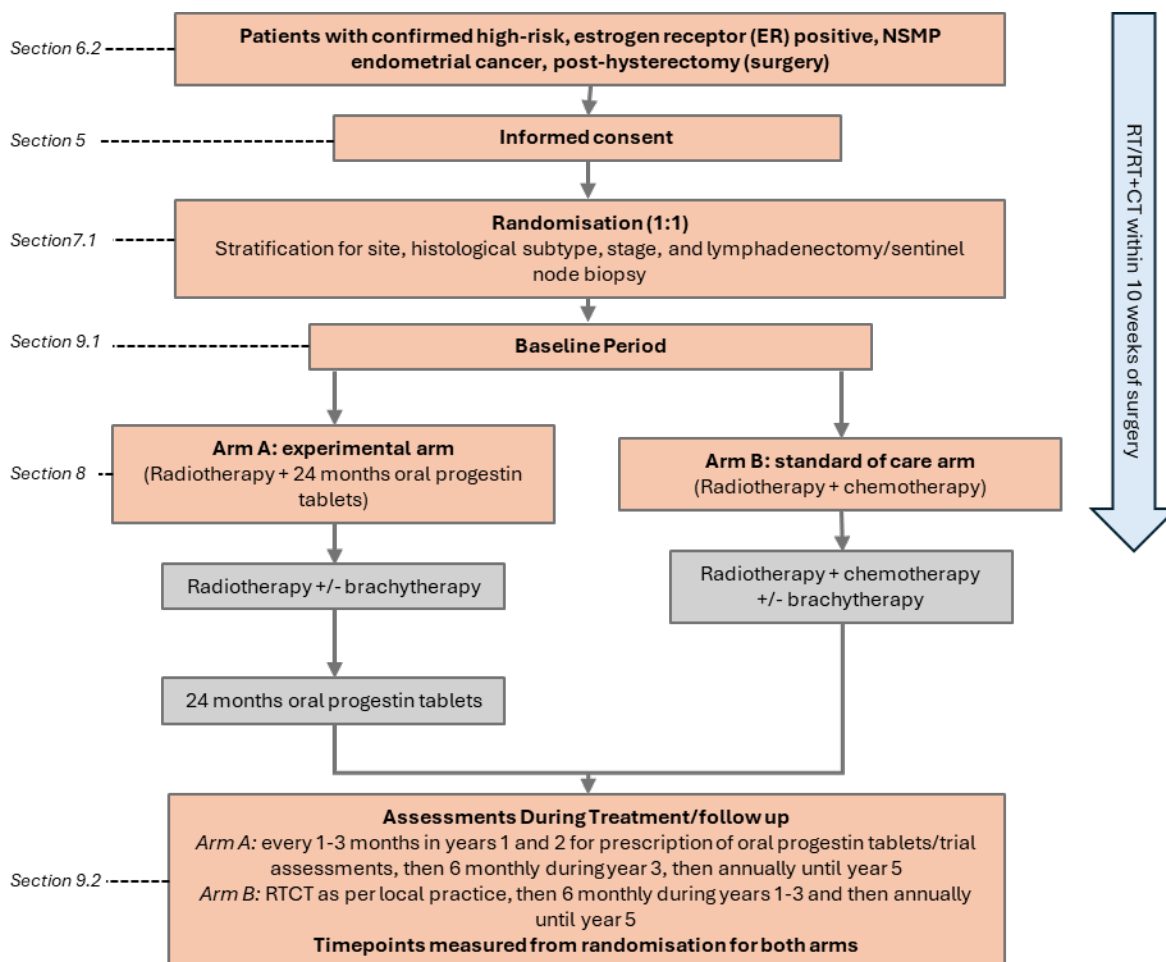 Section 6.2
Patients with confirmed high-risk, estrogen receptor (ER) positive, NSMP
endometrial cancer, post-hysterectomy (surgery)
Section 5
Informed consent
Section7.1
Randomisation (1:1)
Stratification for site, histological subtype, stage, and lymphadenectomy/sentinel
node biopsy
Section 9.1
Baseline Period
Section 8
Arm A: experimental arm
(Radiotherapy + 24 months oral progestin
tablets)
Arm B: standard of care arm
(Radiotherapy + chemotherapy)
Radiotherapy +/- brachytherapy
Radiotherapy + chemotherapy
+/- brachytherapy
24 months oral progestin tablets
Section 9.2
Assessments During Treatment/follow up
Arm A: every 1-3 months in years 1 and 2 for prescription of oral progestin tablets/trial
assessments, then 6 monthly during year 3, then annually until year 5
Arm B: RTCT as per local practice, then 6 monthly during years 1-3 and then annually
until year 5
Timepoints measured from randomisation for both arms
RT/RT+CT within 10 weeks of surgery